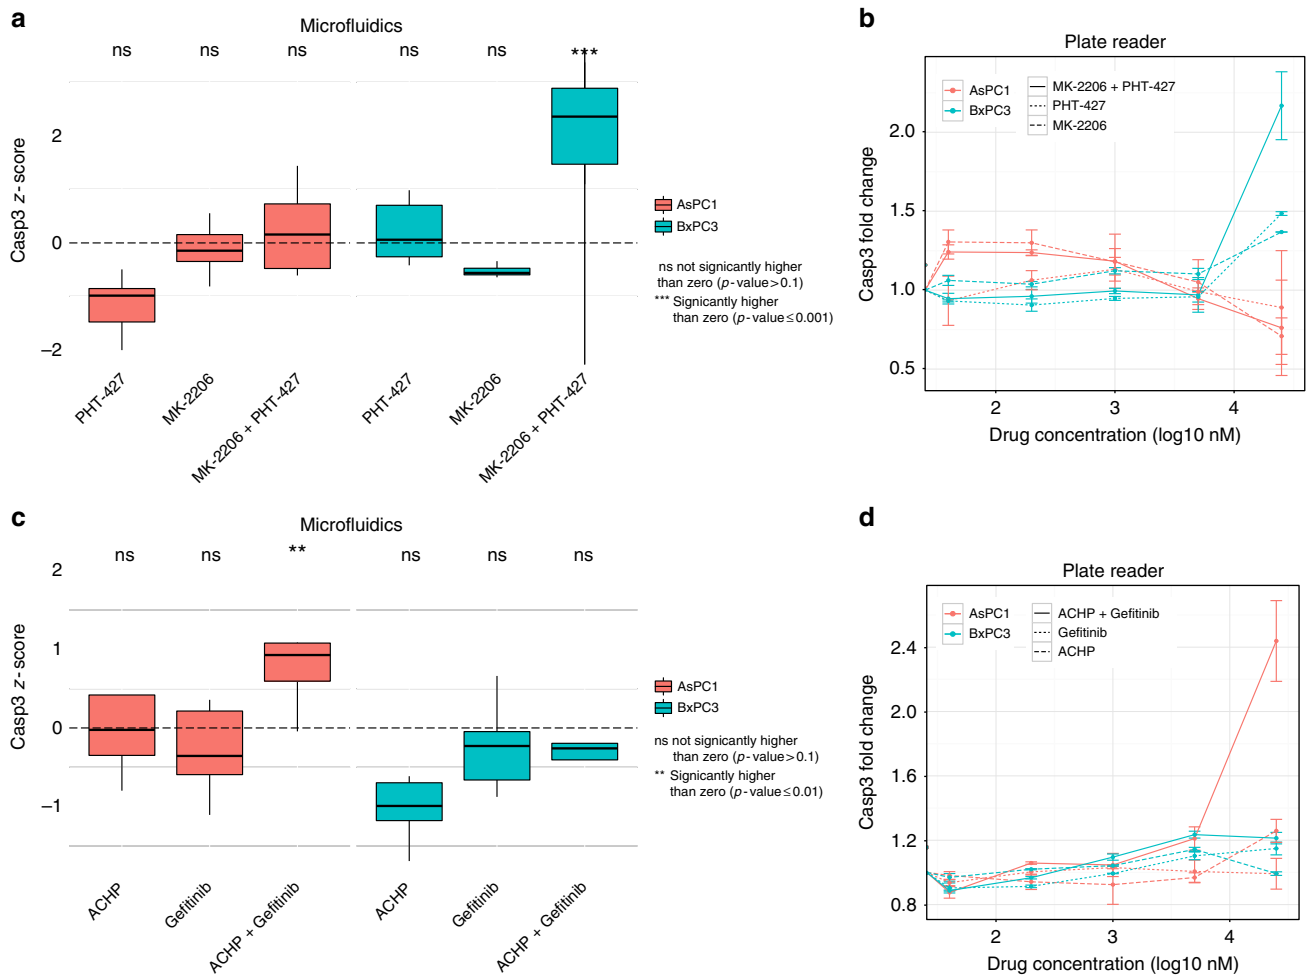 a
Microfluidics
ns
ns
ns
ns
ns
***
Casp3 z-score
2
0
−2
PHT-427
MK-2206
MK-2206 + PHT-427
PHT-427
MK-2206
MK-2206 + PHT-427
AsPC1
BxPC3
ns not signicantly higher
than zero (p-value>0.1)
*** Signicantly higher
than zero (p-value≤0.001)
b
Plate reader
AsPC1
BxPC3
MK-2206 + PHT-427
PHT-427
MK-2206
Casp3 fold change
2.0
1.5
1.0
0.5
2
3
4
Drug concentration (log10 nM)
c
Microfluidics
ns
ns
**
ns
ns
ns
Casp3 z-score
2
1
0
−1
ACHP
Gefitinib
ACHP + Gefitinib
ACHP
Gefitinib
ACHP + Gefitinib
AsPC1
BxPC3
ns not significantly higher
than zero (p-value>0.1)
** Significantly higher
than zero (p-value≤0.01)
d
Plate reader
AsPC1
BxPC3
ACHP + Gefitinib
Gefitinib
ACHP
Casp3 fold change
2.4
2.0
1.6
1.2
0.8
2
3
4
Drug concentration (log10 nM)